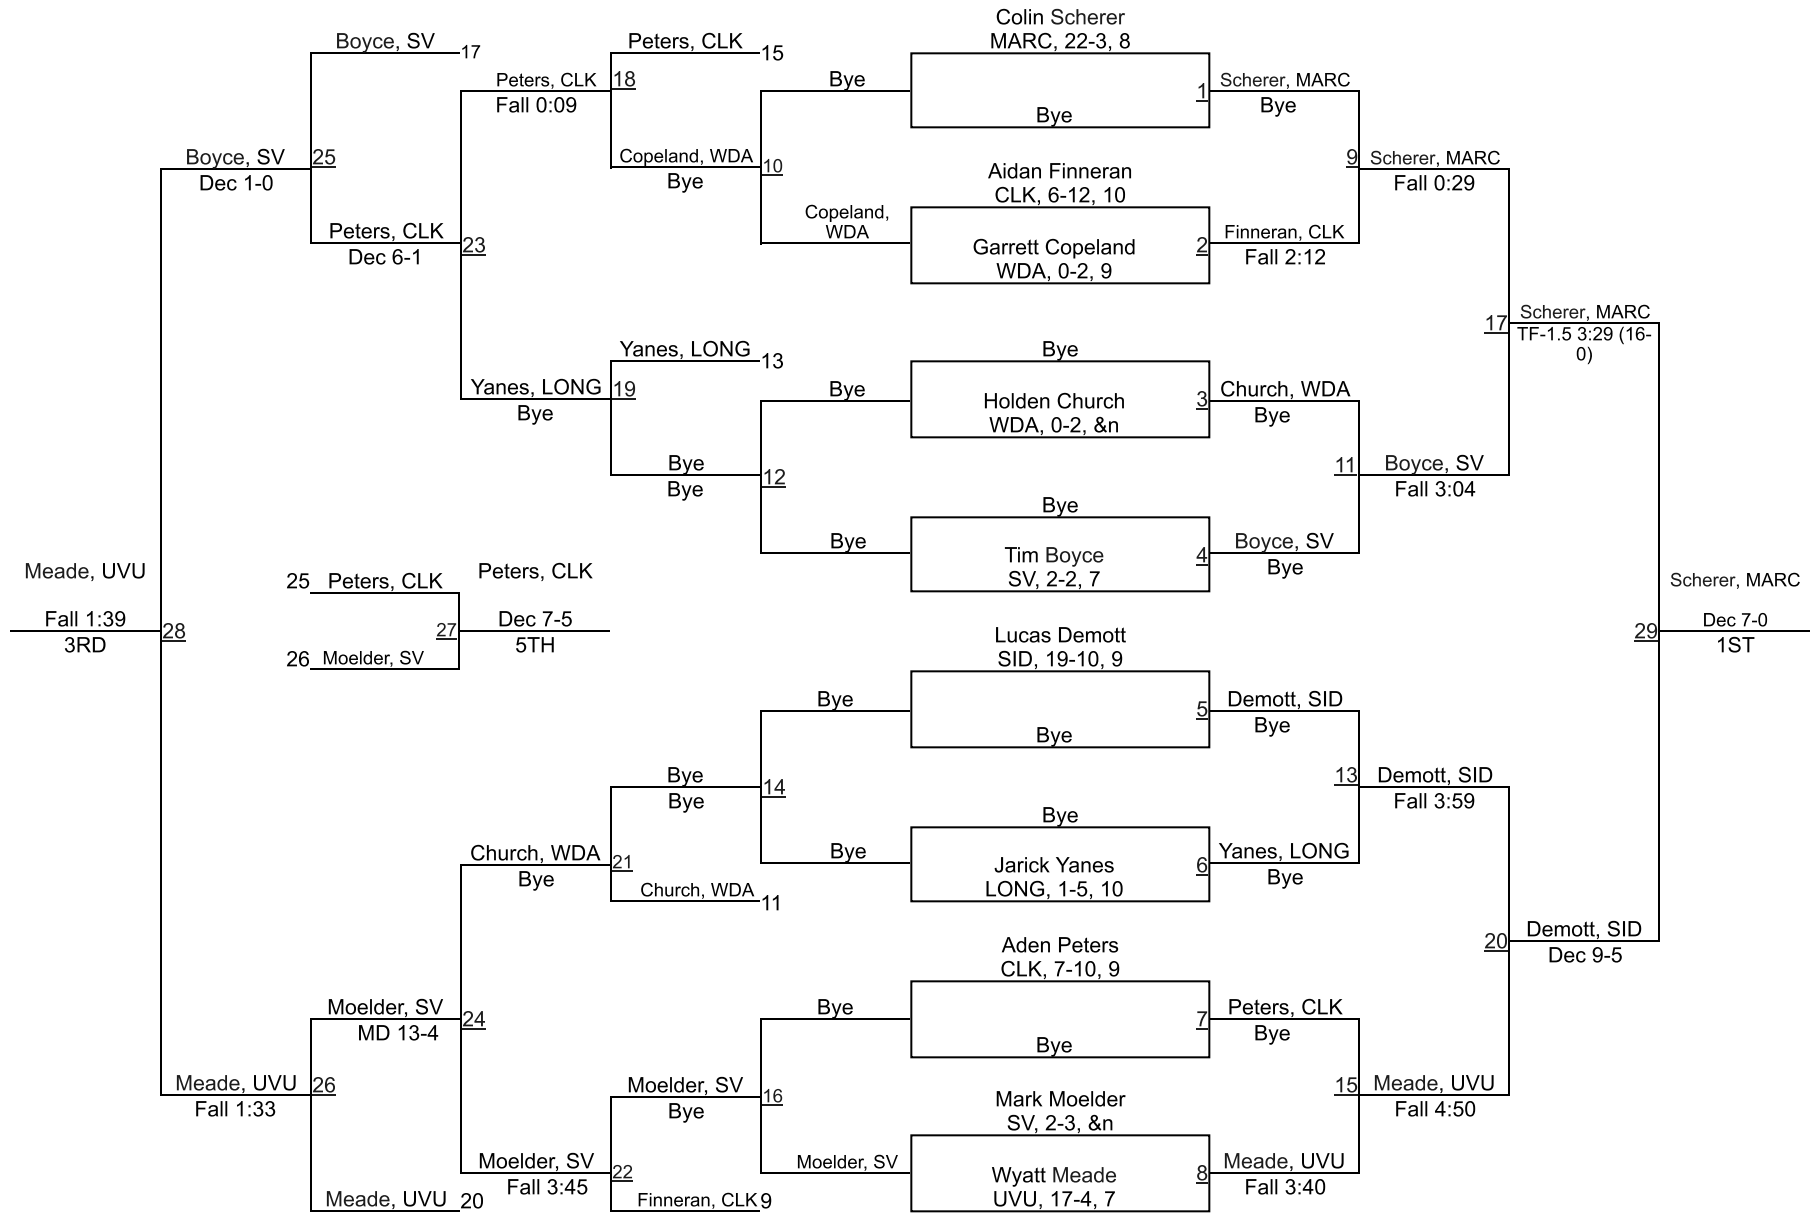 Colin Scherer
MARC, 22-3, 8
Boyce, SV
17
Peters, CLK
15
Peters, CLK
18
Fall 0:09
Bye
Bye
1
Scherer, MARC
Bye
Boyce, SV
25
Dec 1-0
Copeland, WDA
10
Bye
Aidan Finneran
CLK, 6-12, 10
9
Scherer, MARC
Fall 0:29
Peters, CLK
23
Dec 6-1
Copeland,
WDA
Garrett Copeland
WDA, 0-2, 9
2
Finneran, CLK
Fall 2:12
17
Scherer, MARC
TF-1.5 3:29 (16-
0)
Yanes, LONG
13
Bye
Yanes, LONG
19
Bye
Bye
Holden Church
WDA, 0-2, &n
3
Church, WDA
Bye
Bye
12
Bye
11
Boyce, SV
Fall 3:04
Bye
Bye
Tim Boyce
SV, 2-2, 7
4
Boyce, SV
Bye
Meade, UVU
Fall 1:39
3RD
28
25
Peters, CLK
Peters, CLK
27
Dec 7-5
5TH
26
Moelder, SV
Scherer, MARC
29
Dec 7-0
1ST
Lucas Demott
SID, 19-10, 9
Bye
Bye
5
Demott, SID
Bye
Bye
14
Bye
13
Demott, SID
Fall 3:59
Bye
Church, WDA
21
Bye
Bye
Jarick Yanes
LONG, 1-5, 10
6
Yanes, LONG
Bye
Church, WDA
11
20
Demott, SID
Dec 9-5
Aden Peters
CLK, 7-10, 9
Moelder, SV
24
MD 13-4
Bye
Bye
7
Peters, CLK
Bye
Meade, UVU
26
Fall 1:33
Moelder, SV
16
Bye
Mark Moelder
SV, 2-3, &n
15
Meade, UVU
Fall 4:50
Moelder, SV
22
Fall 3:45
Moelder, SV
Wyatt Meade
UVU, 17-4, 7
8
Meade, UVU
Fall 3:40
Meade, UVU
20
Finneran, CLK
9